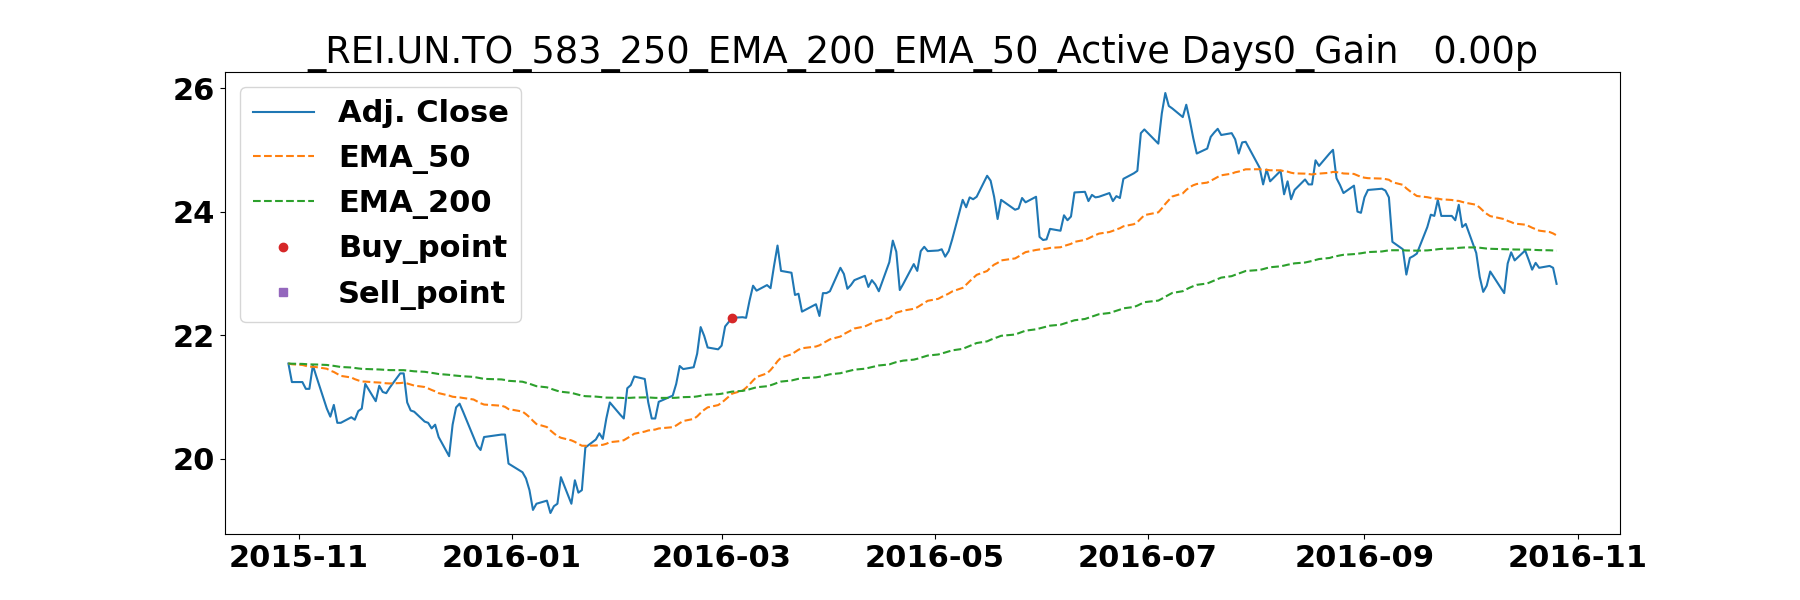 _REI.UN.TO_583_250_EMA_200_EMA_50_Active Days0_Gain   0.00p
26
24
22
20
Adj. Close
EMA_50
EMA_200
Buy_point
Sell_point
2015-11
2016-01
2016-03
2016-05
2016-07
2016-09
2016-11